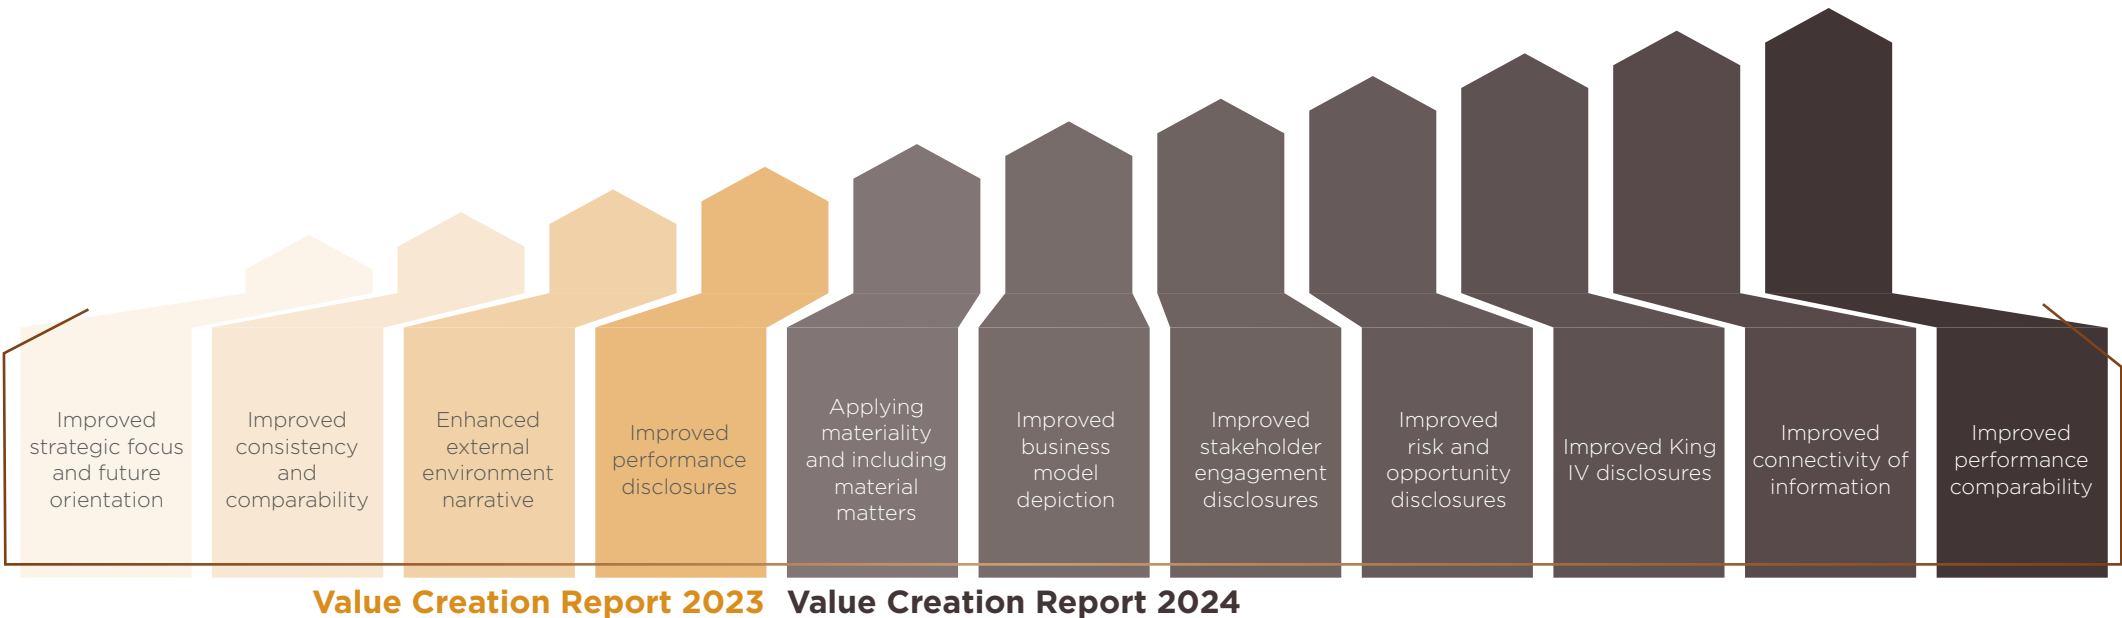 Improved
strategic focus
and future
orientation
Improved
consistency
and
comparability
Enhanced
external
environment
narrative
Improved
performance
disclosures
Applying
materiality
and including
material
matters
Improved
business
model
depiction
Improved
stakeholder
engagement
disclosures
Improved
risk and
opportunity
disclosures
Improved King
IV disclosures
Improved
connectivity of
information
Improved
performance
comparability
Value Creation Report 2023
Value Creation Report 2024